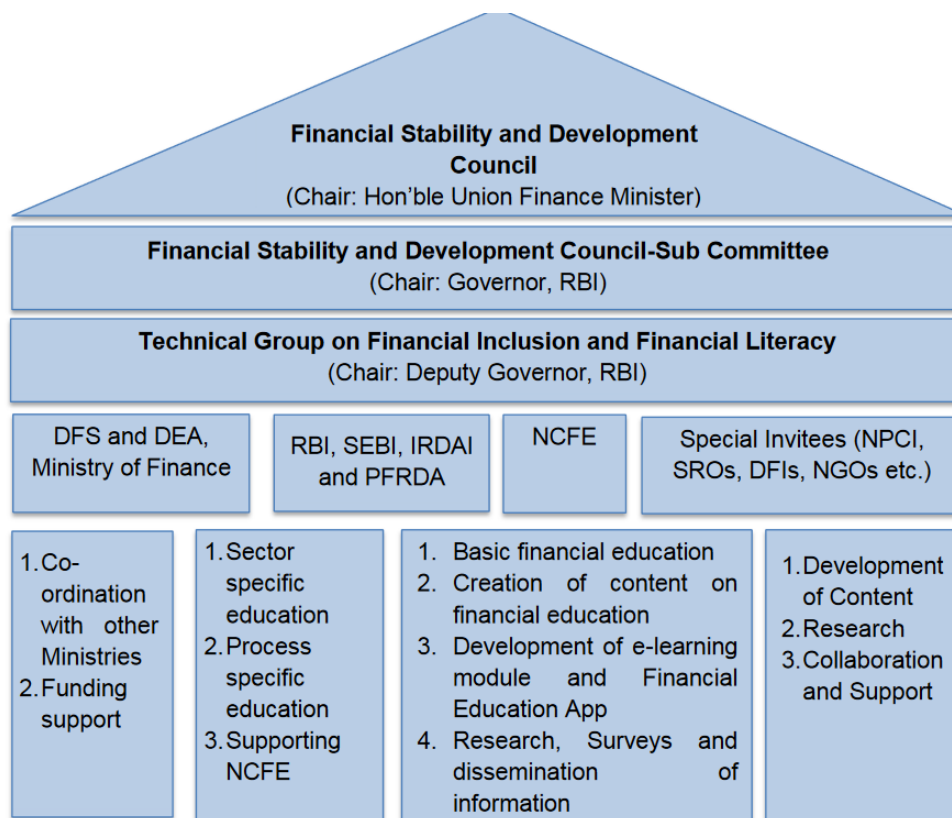 Financial Stability and Development
Council
(Chair: Hon'ble Union Finance Minister)
Financial Stability and Development Council-Sub Committee
(Chair: Governor, RBI)
Technical Group on Financial Inclusion and Financial Literacy
(Chair: Deputy Governor, RBI)
DFS and DEA,
Ministry of Finance
RBI, SEBI, IRDAI
and PFRDA
NCFE
Special Invitees (NPCI,
SROs, DFIs, NGOs etc.)
1. Co-
ordination
with other
Ministries
2. Funding
support
1. Sector
specific
education
2. Process
specific
education
3. Supporting
NCFE
1. Basic financial education
2. Creation of content on
financial education
3. Development of e-learning
module and Financial
Education App
4. Research, Surveys and
dissemination of
information
1. Development
of Content
2. Research
3. Collaboration
and Support